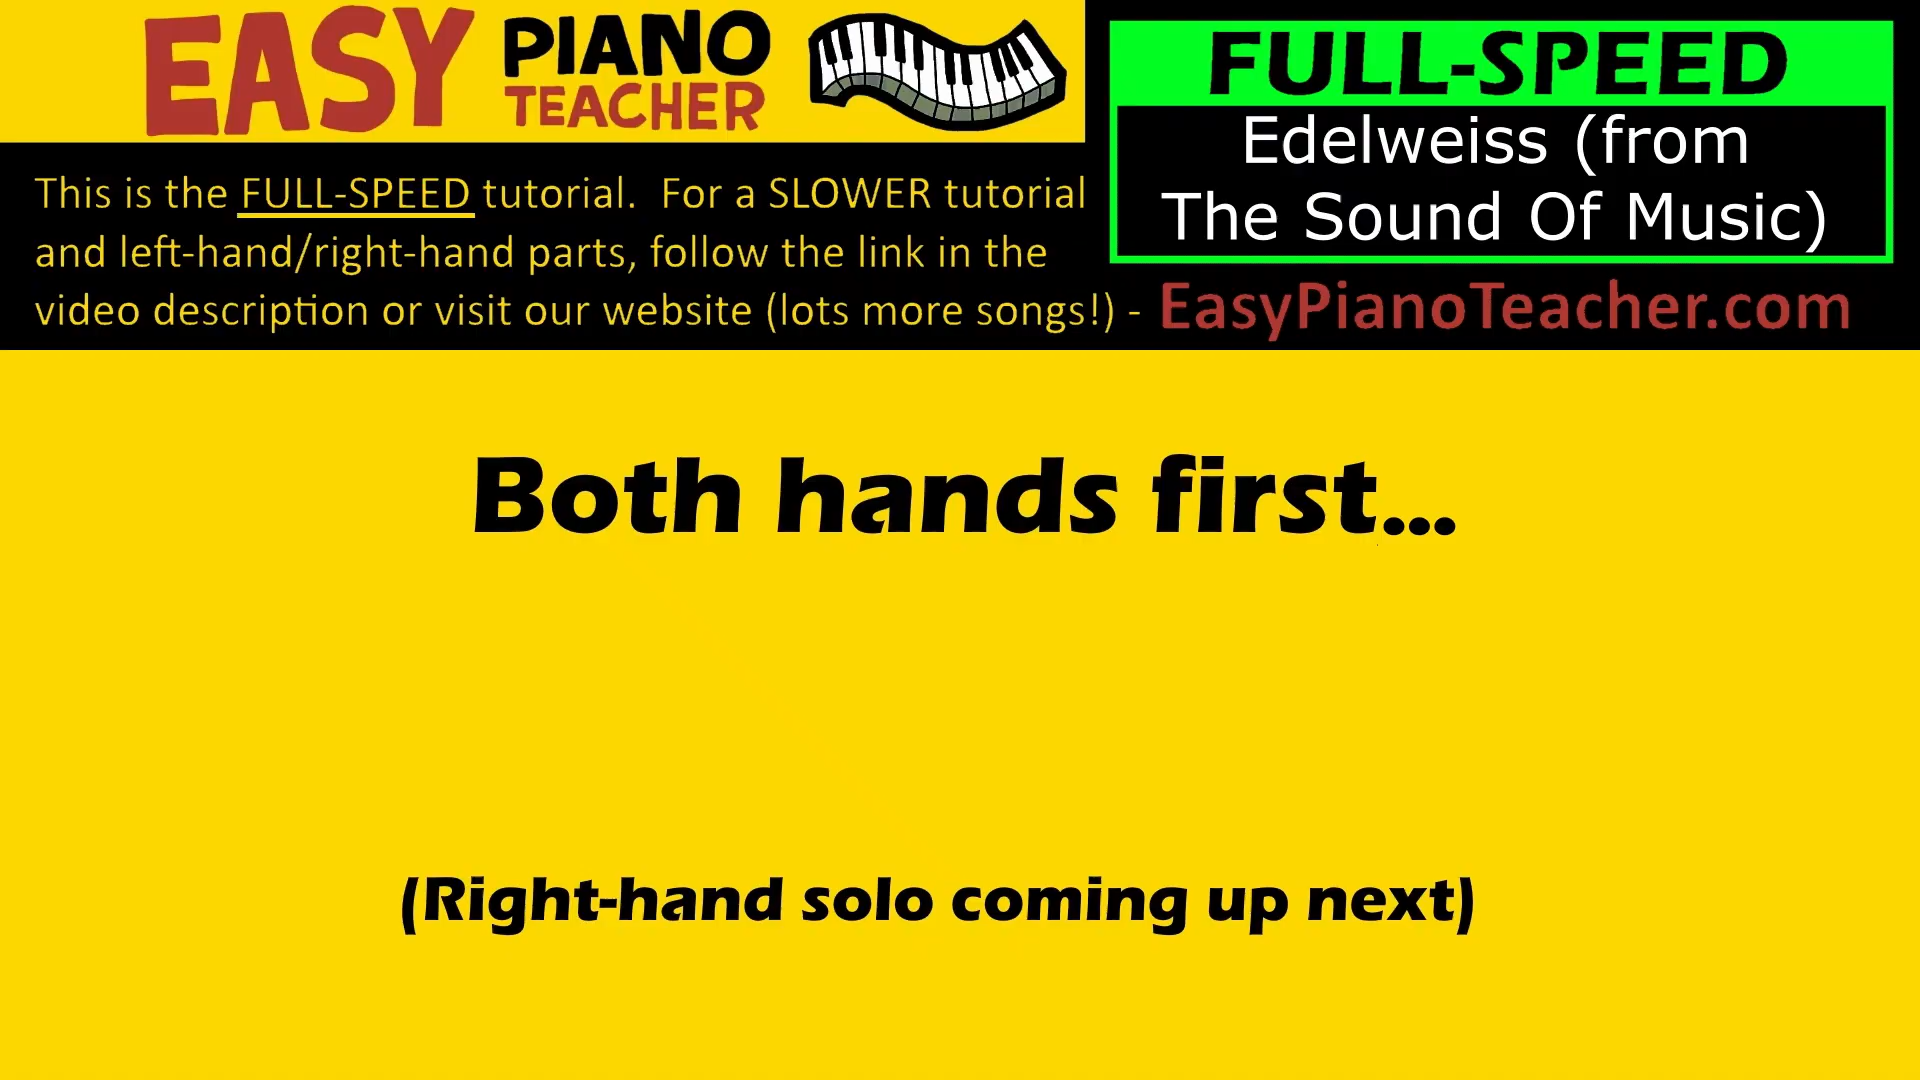 EASY PIANO TEACHER
FULL-SPEED
Edelweiss (from
The Sound Of Music)
This is the FULL-SPEED tutorial.  For a SLOWER tutorial
and left-hand/right-hand parts, follow the link in the
video description or visit our website (lots more songs!) - EasyPianoTeacher.com
Both hands first...
(Right-hand solo coming up next)